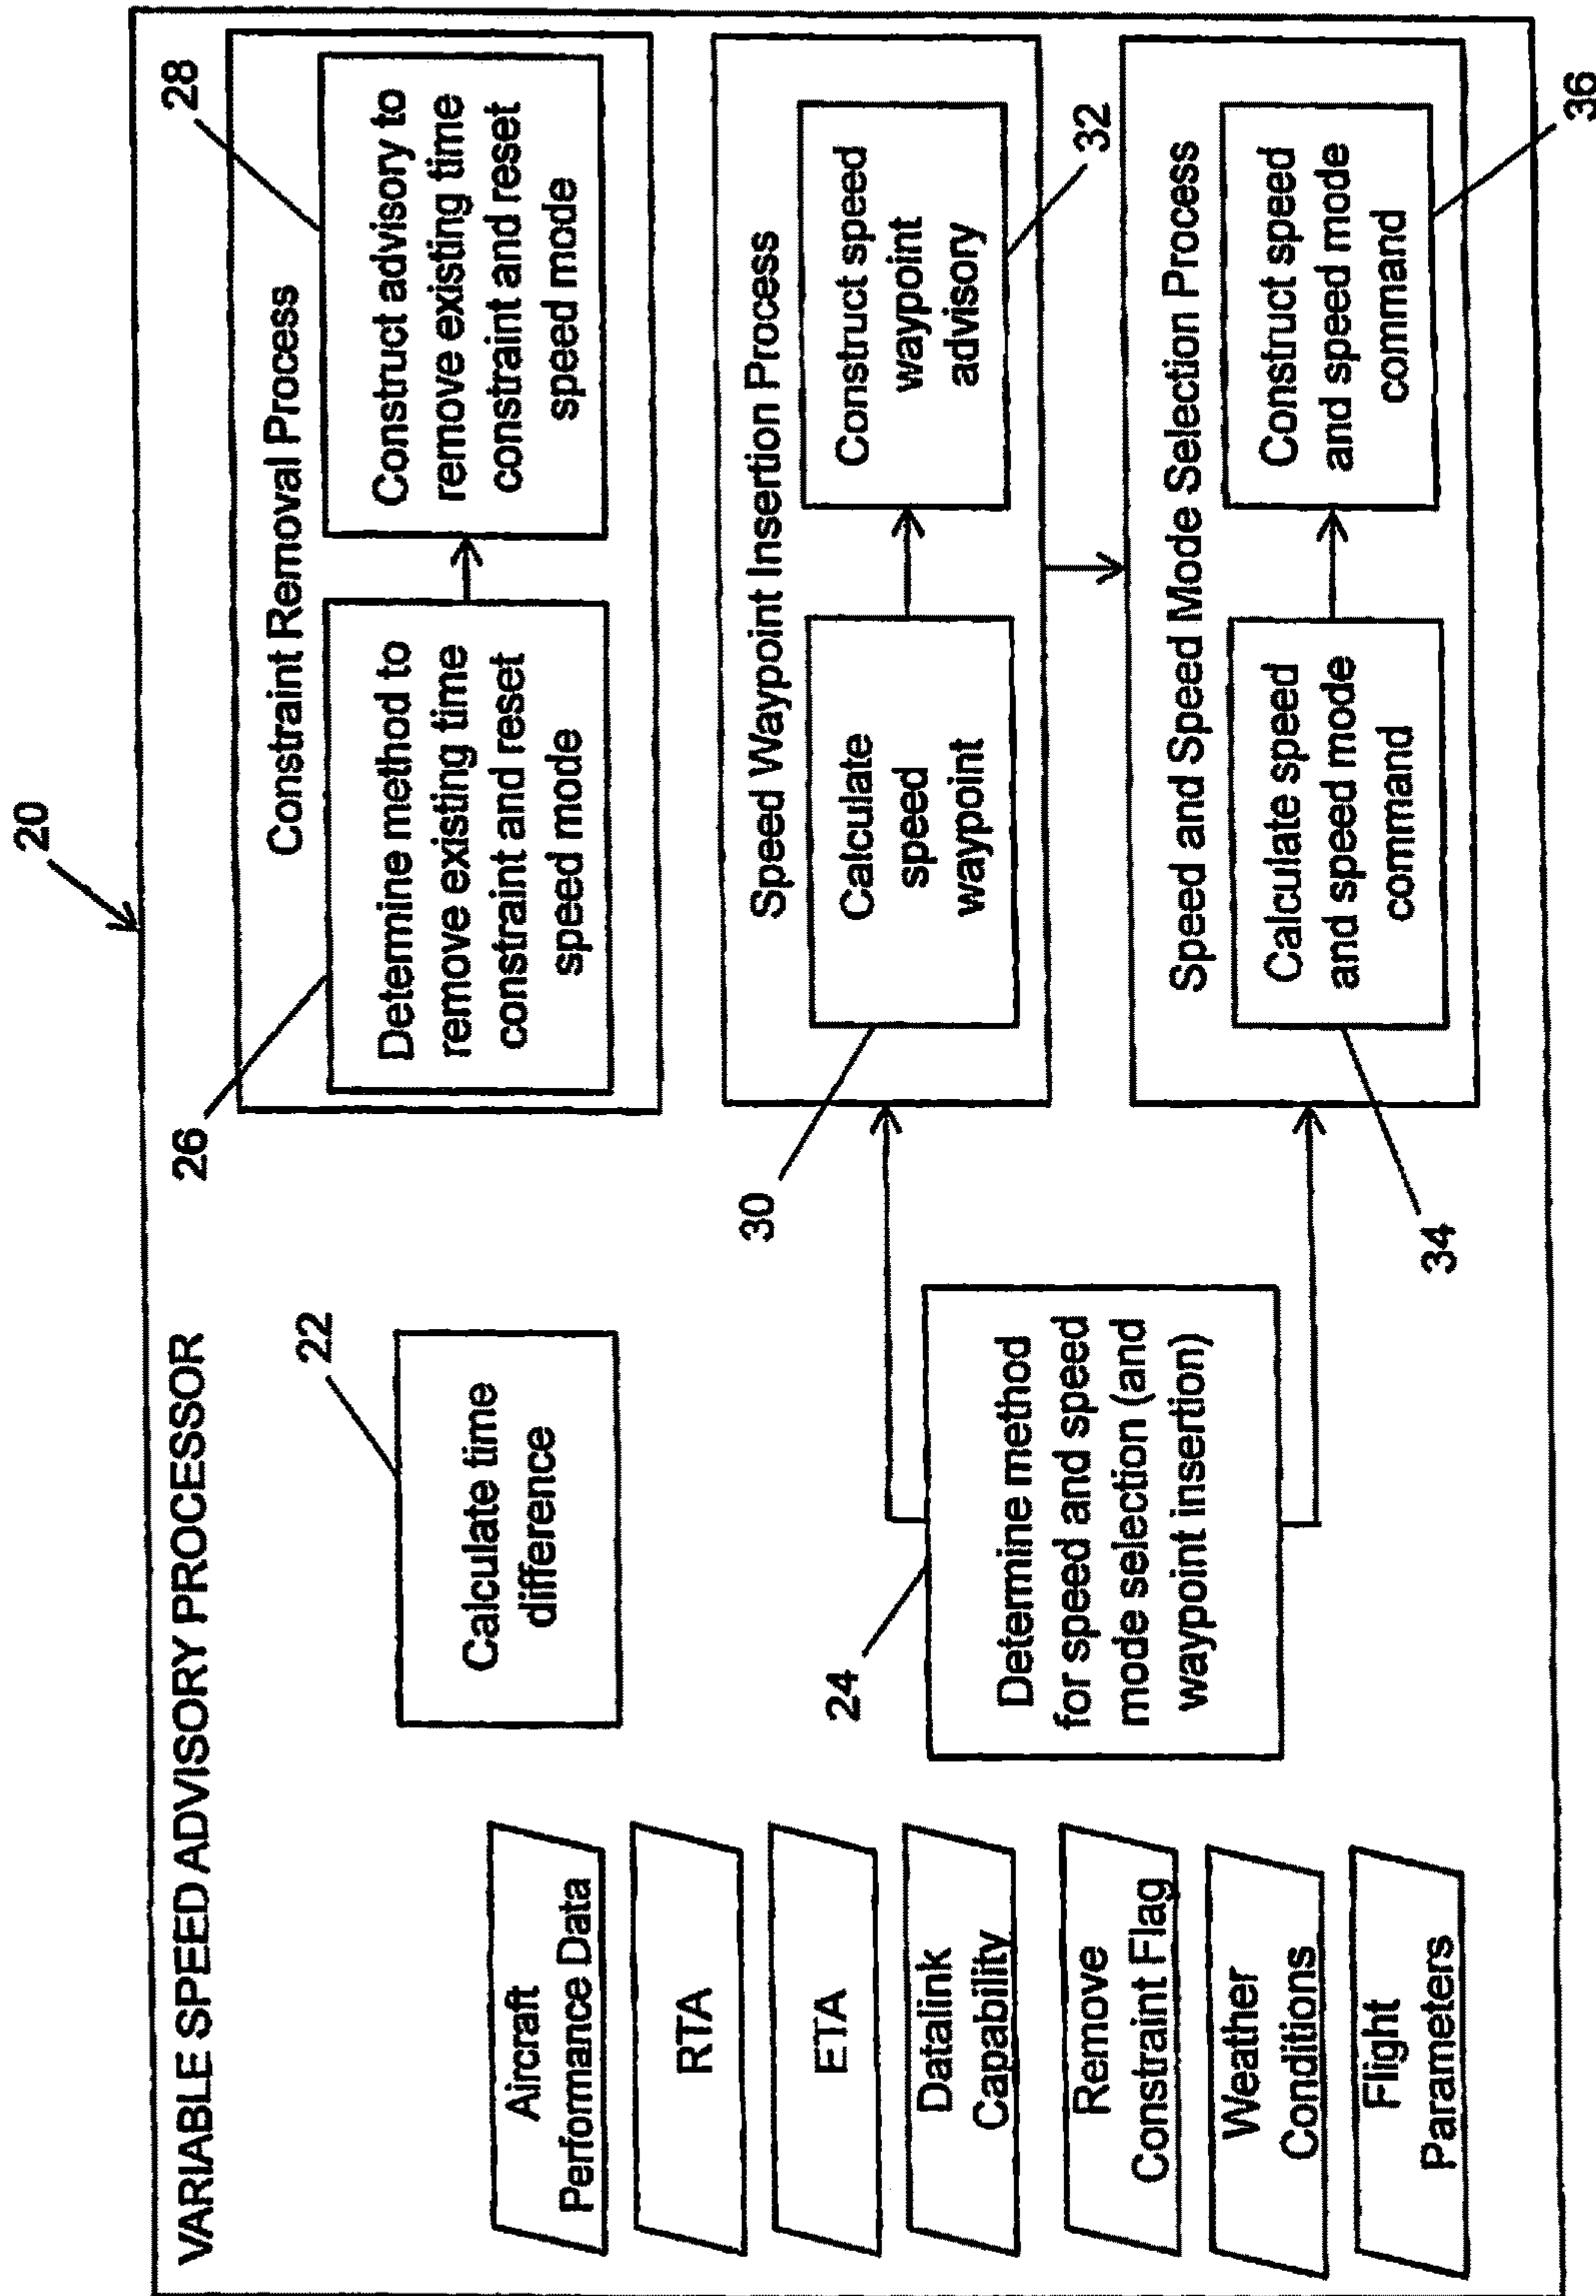 20
VARIABLE SPEED ADVISORY PROCESSOR
Aircraft
Performance Data
RTA
ETA
Datalink
Capability
Remove
Constraint Flag
Weather
Conditions
Flight
Parameters
22
Calculate time
difference
24
Determine method
for speed and speed
mode selection (and
waypoint insertion)
Constraint Removal Process
26
Determine method to
remove existing time
constraint and reset
speed mode
28
Construct advisory to
remove existing time
constraint and reset
speed mode
Speed Waypoint Insertion Process
30
Calculate
speed
waypoint
32
Construct speed
waypoint
advisory
Speed and Speed Mode Selection Process
34
Calculate speed
and speed mode
command
36
Construct speed
and speed mode
command